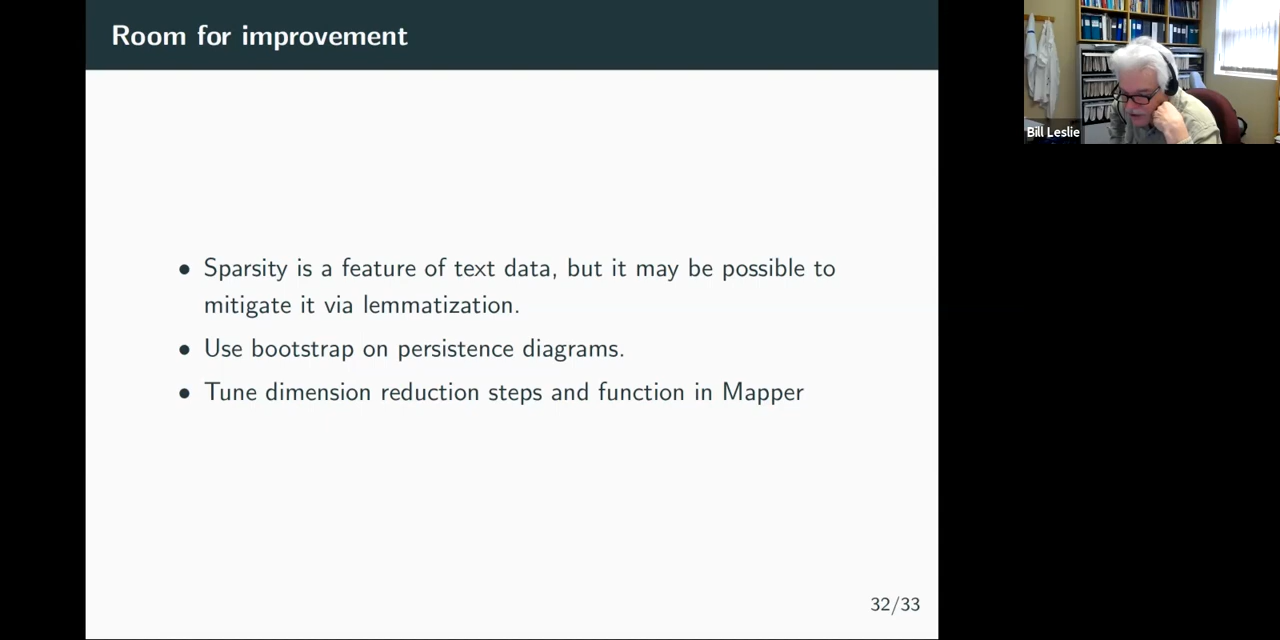 Room for improvement
• Sparsity is a feature of text data, but it may be possible to
mitigate it via lemmatization.
• Use bootstrap on persistence diagrams.
• Tune dimension reduction steps and function in Mapper
32/33
Bill Leslie